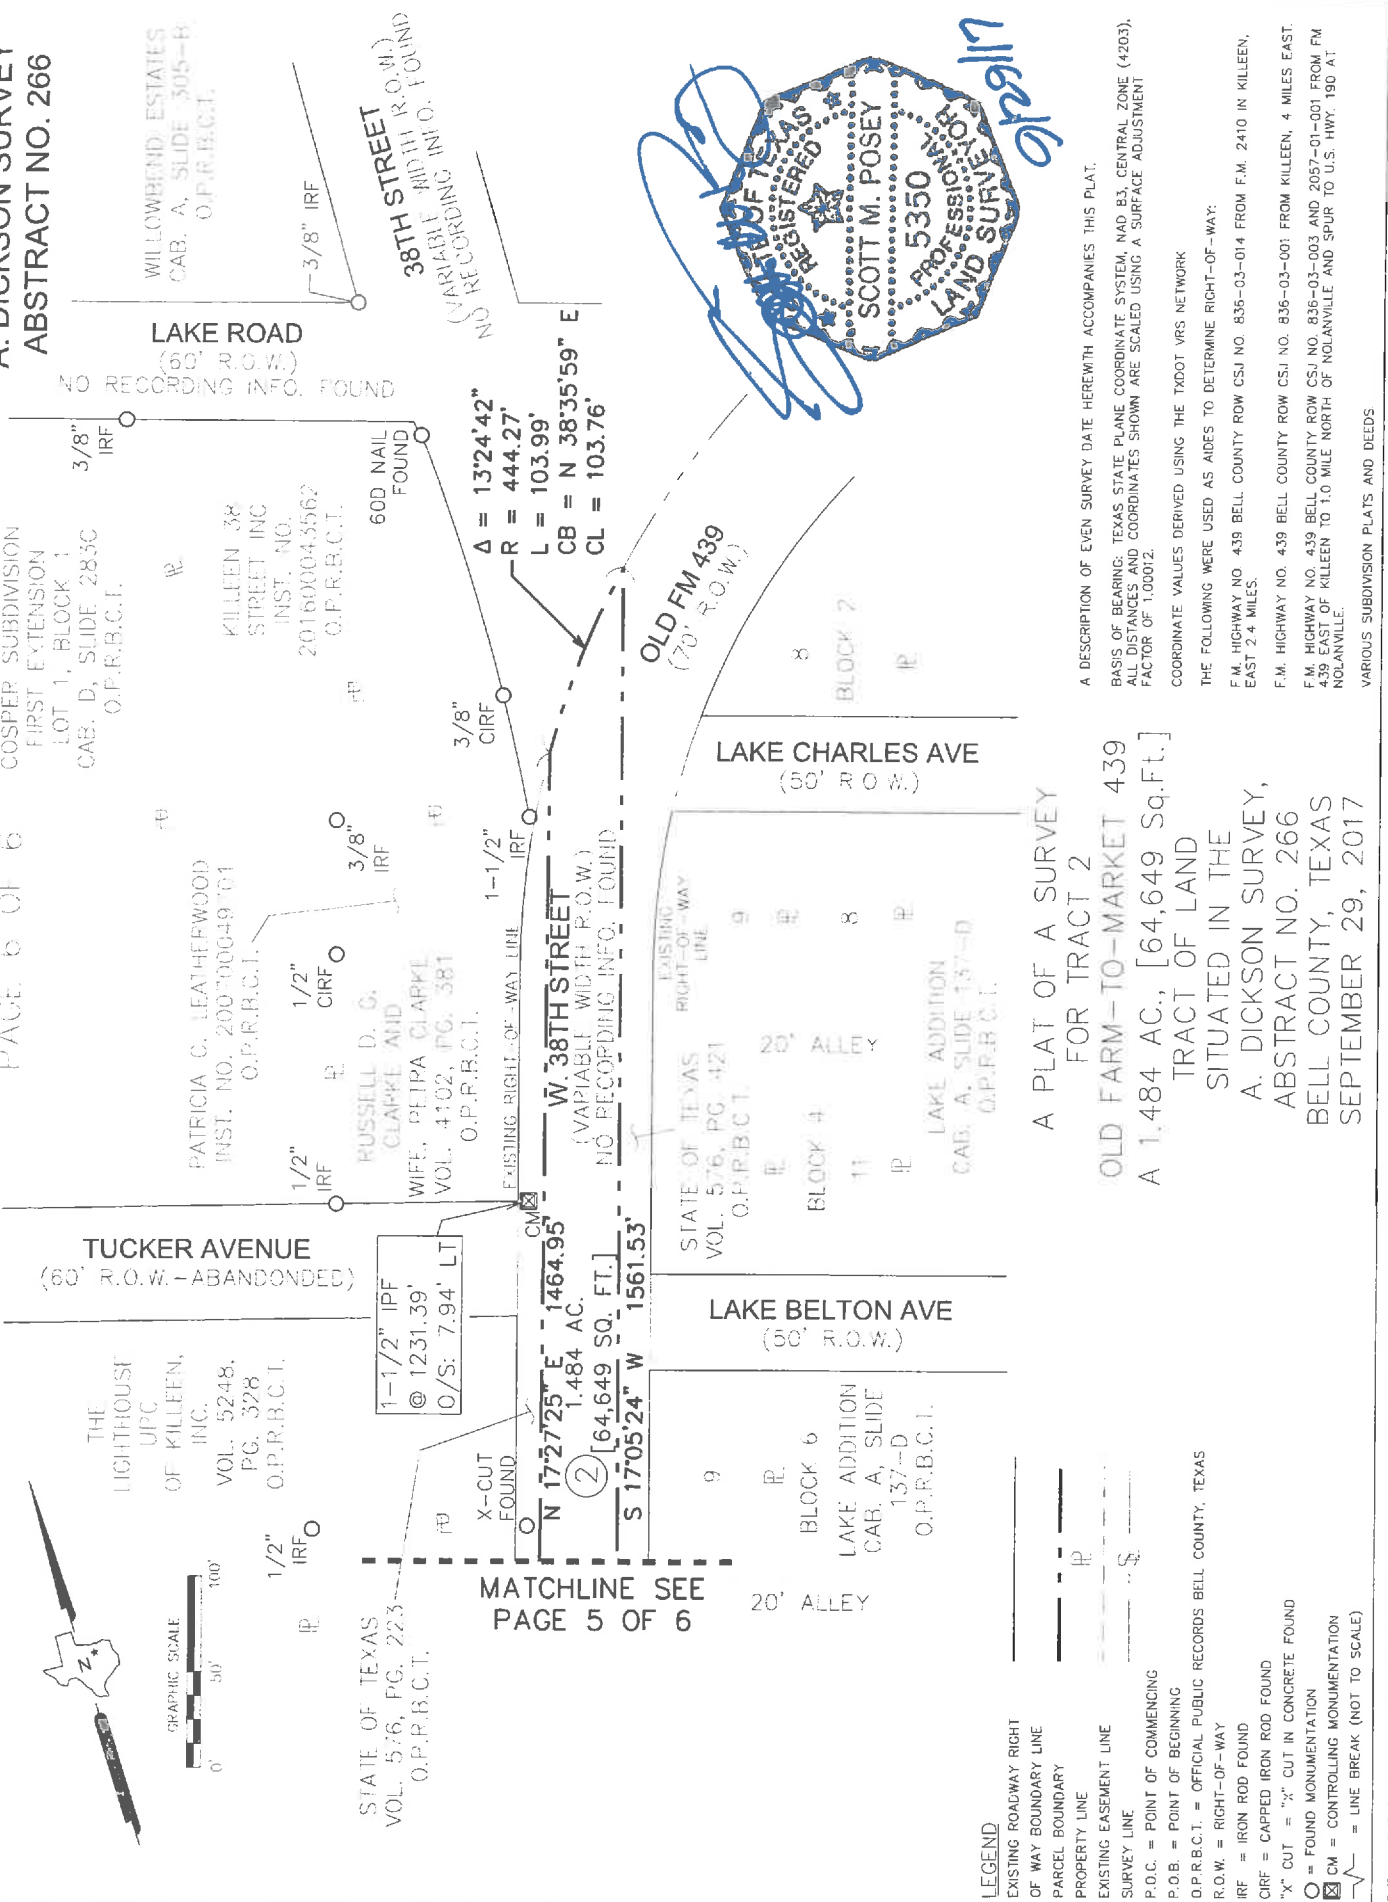 A. DICKSON SURVEY
ABSTRACT NO. 266
PAGE 6 OF 6
COSPER SUBDIVISION
FIRST EXTENSION
LOT 1, BLOCK 1
CAB. D, SLIDE 283C
O.P.R.B.C.T.
WILLOWBEND ESTATES
CAB. A, SLIDE 305-B
O.P.R.B.C.T.
3/8" IRF
LAKE ROAD
(60' R.O.W.)
NO RECORDING INFO. FOUND
38TH STREET
(VARIABLE WIDTH R.O.W.)
NO RECORDING INFO. FOUND
3/8"
IRF
60D NAIL
FOUND
KILLEEN 38
STREET INC
INST. NO.
201600043562
O.P.R.B.C.T.
Δ = 13°24'42"
R = 444.27'
L = 103.99'
CB = N 38°35'59" E
CL = 103.76'
3/8"
CIRF
PATRICIA C. LEATHERWOOD
O.P.R.B.C.T.
3/8"
IRF
1/2"
CIRF
1/2"
IRF
RUSSELL D. G.
CLARKE AND
WIFE, PETRA CLARKE
VOL. 4102, PG. 381
O.P.R.B.C.T.
1-1/2"
IRF
EXISTING RIGHT-OF-WAY LINE
W. 38TH STREET
(VARIABLE WIDTH R.O.W.)
NO RECORDING INFO. FOUND
OLD FM 439
(70' R.O.W.)
TUCKER AVENUE
(60' R.O.W.-ABANDONDED)
1-1/2" IPF
@ 1231.39'
O/S: 7.94' LT
CM
THE
LIGHTHOUSE
UPC
OF KILLEEN,
INC.
VOL. 5248,
PG. 328
O.P.R.B.C.T.
1/2"
IRF
X-CUT
FOUND
N 17°27'25" E 1464.95'
2
1.484 AC.
[64,649 SQ. FT.]
S 17°05'24" W 1561.53'
GRAPHIC SCALE
0' 50' 100'
N
STATE OF TEXAS
VOL. 576, PG. 223
O.P.R.B.C.T.
MATCHLINE SEE
PAGE 5 OF 6
20' ALLEY
9
PL
BLOCK 6
LAKE ADDITION
CAB. A, SLIDE
137-D
O.P.R.B.C.T.
LAKE BELTON AVE
(50' R.O.W.)
STATE OF TEXAS
VOL. 576, PG. 421
O.P.R.B.C.T.
EXISTING
RIGHT-OF-WAY
LINE
20' ALLEY
BLOCK 4
11
9
8
LAKE ADDITION
CAB. A, SLIDE 137-D
O.P.R.B.C.T.
LAKE CHARLES AVE
(50' R.O.W.)
8
BLOCK 2
PL
STATE OF TEXAS
REGISTERED
SCOTT M. POSEY
5350
PROFESSIONAL
LAND SURVEYOR
9/29/17
A PLAT OF A SURVEY
FOR TRACT 2
OLD FARM-TO-MARKET 439
A 1.484 AC., [64,649 Sq.Ft.]
TRACT OF LAND
SITUATED IN THE
A. DICKSON SURVEY,
ABSTRACT NO. 266
BELL COUNTY, TEXAS
SEPTEMBER 29, 2017
A DESCRIPTION OF EVEN SURVEY DATE HEREWITH ACCOMPANIES THIS PLAT.
BASIS OF BEARING: TEXAS STATE PLANE COORDINATE SYSTEM, NAD 83, CENTRAL ZONE (4203),
ALL DISTANCES AND COORDINATES SHOWN ARE SCALED USING A SURFACE ADJUSTMENT
FACTOR OF 1.00012.
COORDINATE VALUES DERIVED USING THE TXDOT VRS NETWORK
THE FOLLOWING WERE USED AS AIDES TO DETERMINE RIGHT-OF-WAY:
F.M. HIGHWAY NO. 439 BELL COUNTY ROW CSJ NO. 836-03-014 FROM F.M. 2410 IN KILLEEN,
EAST 2.4 MILES.
F.M. HIGHWAY NO. 439 BELL COUNTY ROW CSJ NO. 836-03-001 FROM KILLEEN, 4 MILES EAST.
F.M. HIGHWAY NO. 439 BELL COUNTY ROW CSJ NO. 836-03-003 AND 2057-01-001 FROM FM
439 EAST OF KILLEEN TO 1.0 MILE NORTH OF NOLANVILLE AND SPUR TO U.S. HWY. 190 AT
NOLANVILLE.
VARIOUS SUBDIVISION PLATS AND DEEDS
LEGEND
EXISTING ROADWAY RIGHT
OF WAY BOUNDARY LINE
PARCEL BOUNDARY
PROPERTY LINE
EXISTING EASEMENT LINE
SURVEY LINE
P.O.C. = POINT OF COMMENCING
P.O.B. = POINT OF BEGINNING
O.P.R.B.C.T. = OFFICIAL PUBLIC RECORDS BELL COUNTY, TEXAS
R.O.W. = RIGHT-OF-WAY
IRF = IRON ROD FOUND
CIRF = CAPPED IRON ROD FOUND
"X" CUT = "X" CUT IN CONCRETE FOUND
= FOUND MONUMENTATION
CM = CONTROLLING MONUMENTATION
= LINE BREAK (NOT TO SCALE)